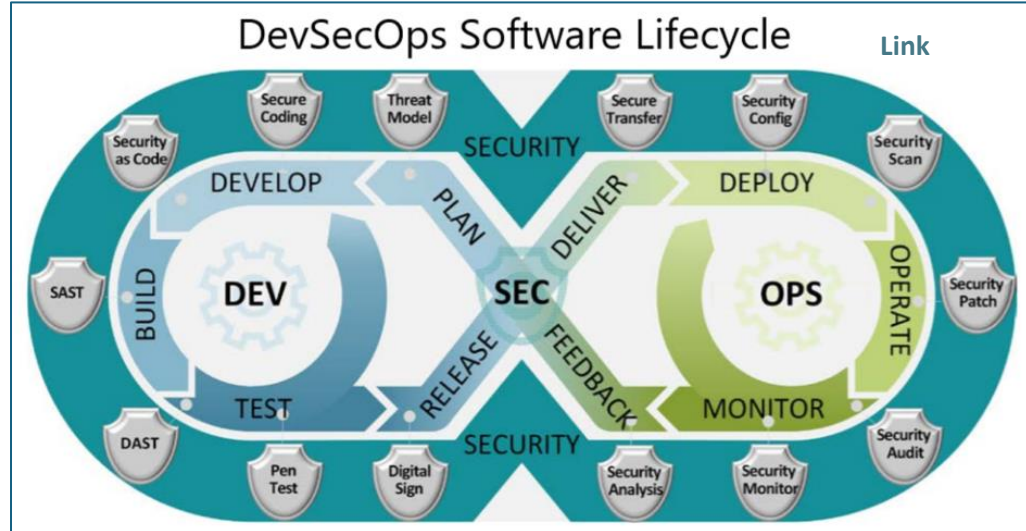 DevSecOps Software Lifecycle
Link
Secure
Coding
Threat
Model
Secure
Transfer
Security
Config
Security
as Code
SECURITY
Security
Scan
DEVELOP
PLAN
DELIVER
DEPLOY
SAST
BUILD
DEV
SEC
OPS
OPERATE
Security
Patch
TEST
RELEASE
FEEDBACK
MONITOR
DAST
SECURITY
Security
Audit
Pen
Test
Digital
Sign
Security
Analysis
Security
Monitor